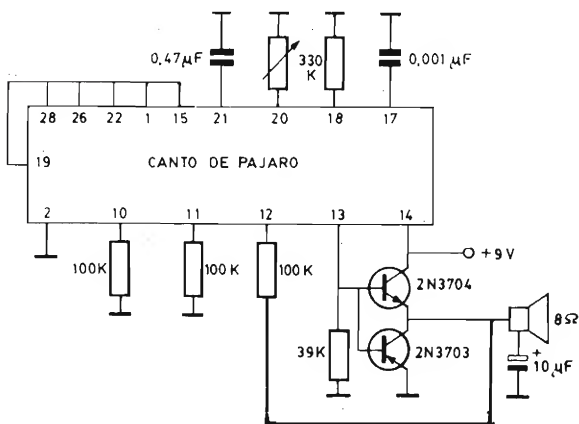 0,47µF
330
K
0,001µF
28 26 22 1 15 21 20 18 17
19
CANTO DE PAJARO
2 10 11 12 13 14
+9V
100K
100K
100K
2N3704
8Ω
39K
2N3703
+
10µF